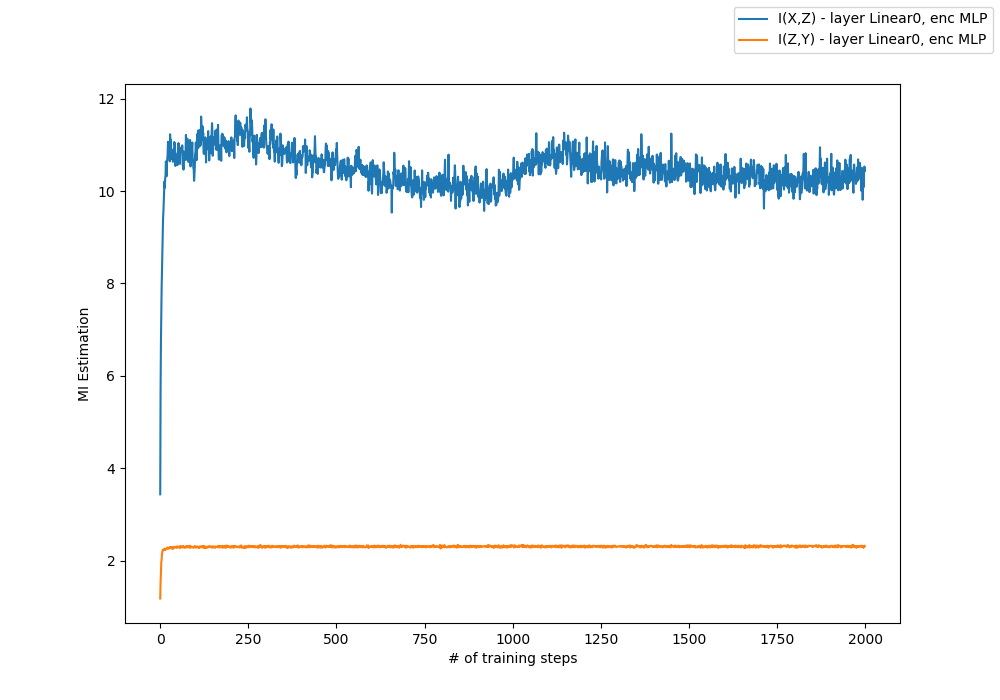 I(X,Z) - layer Linear0, enc MLP
I(Z,Y) - layer Linear0, enc MLP
12
10
8
6
4
2
MI Estimation
0 250 500 750 1000 1250 1500 1750 2000
# of training steps